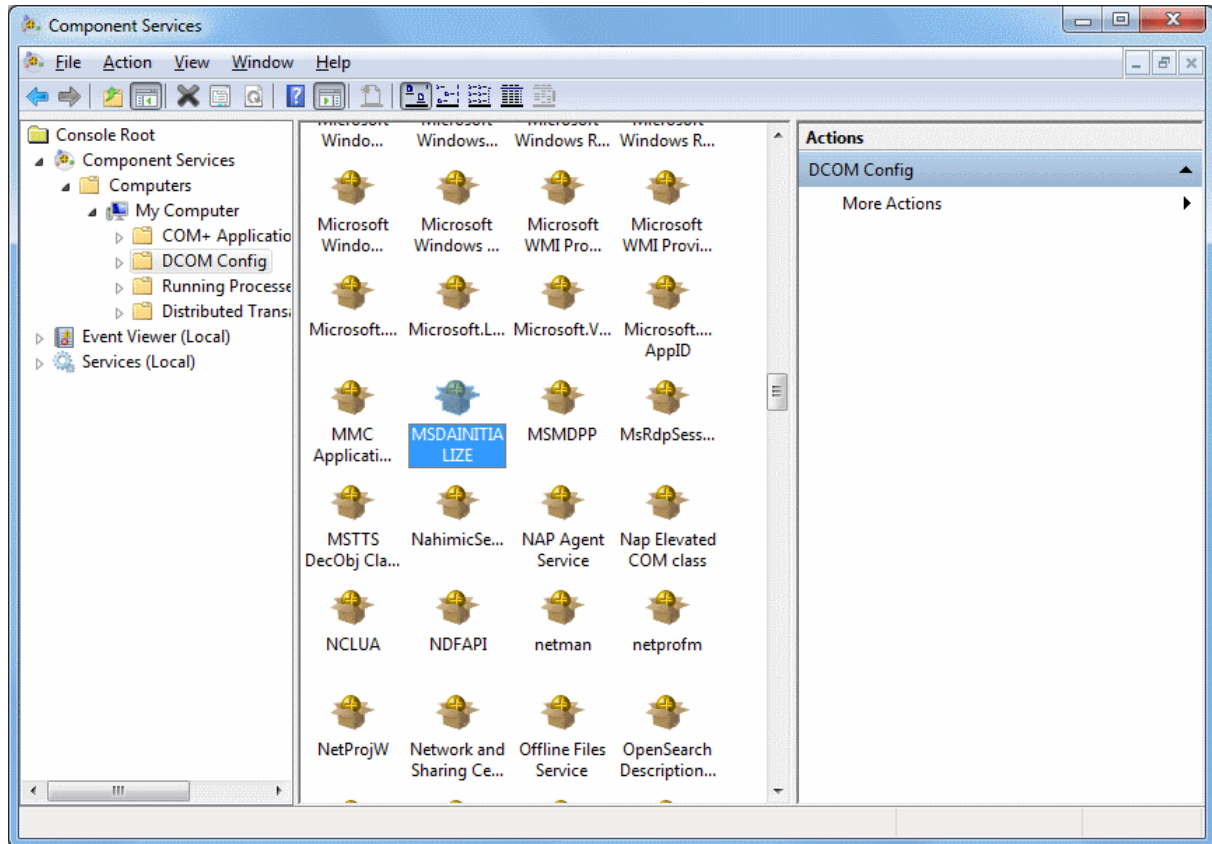 Component Services
File Action View Window Help
Console Root
Component Services
Computers
My Computer
COM+ Applicatio
DCOM Config
Running Processe
Distributed Transa
Event Viewer (Local)
Services (Local)
Microsoft Microsoft Microsoft Microsoft
Windo... Windows... Windows R... Windows R...
Microsoft Microsoft Microsoft Microsoft
Windo... Windows ... WMI Pro... WMI Provi...
Microsoft.... Microsoft.L... Microsoft.V... Microsoft....
AppID
MMC MSDAINITIA MSMDPP MsRdpSess...
Applicati... LIZE
MSTTS NahimicSe... NAP Agent Nap Elevated
DecObj Cla... Service COM class
NCLUA NDFAPI netman netprofm
NetProjW Network and Offline Files OpenSearch
Sharing Ce... Service Description...
Actions
DCOM Config
More Actions